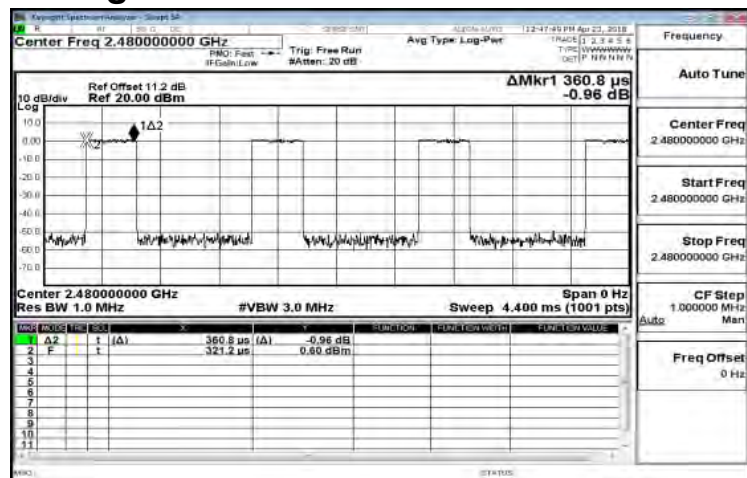 Keysight Spectrum Analyzer - Swept SA
Center Freq 2.480000000 GHz
PNO: Fast
IFGain:Low
Trig: Free Run
#Atten: 20 dB
Avg Type: Log-Pwr
12:47:49 PM Apr 23, 2018
TRACE 1 2 3 4 5 6
TYPE WWWWWW
DET P N N N N N
Ref Offset 11.2 dB
Ref 20.00 dBm
10 dB/div
Log
ΔMkr1 360.8 µs
-0.96 dB
10.0
0.00
-10.0
-20.0
-30.0
-40.0
-50.0
-60.0
-70.0
1Δ2
Center 2.480000000 GHz
Span 0 Hz
Res BW 1.0 MHz
#VBW 3.0 MHz
Sweep 4.400 ms (1001 pts)
MKR MODE TRC SCL X Y FUNCTION FUNCTION WIDTH FUNCTION VALUE
1 Δ2 t (Δ) 360.8 µs (Δ) -0.96 dB
2 F t 321.2 µs 0.60 dBm
3
4
5
6
7
8
9
10
11
MSG
STATUS
Frequency
Auto Tune
Center Freq
2.480000000 GHz
Start Freq
2.480000000 GHz
Stop Freq
2.480000000 GHz
CF Step
1.000000 MHz
Auto Man
Freq Offset
0 Hz